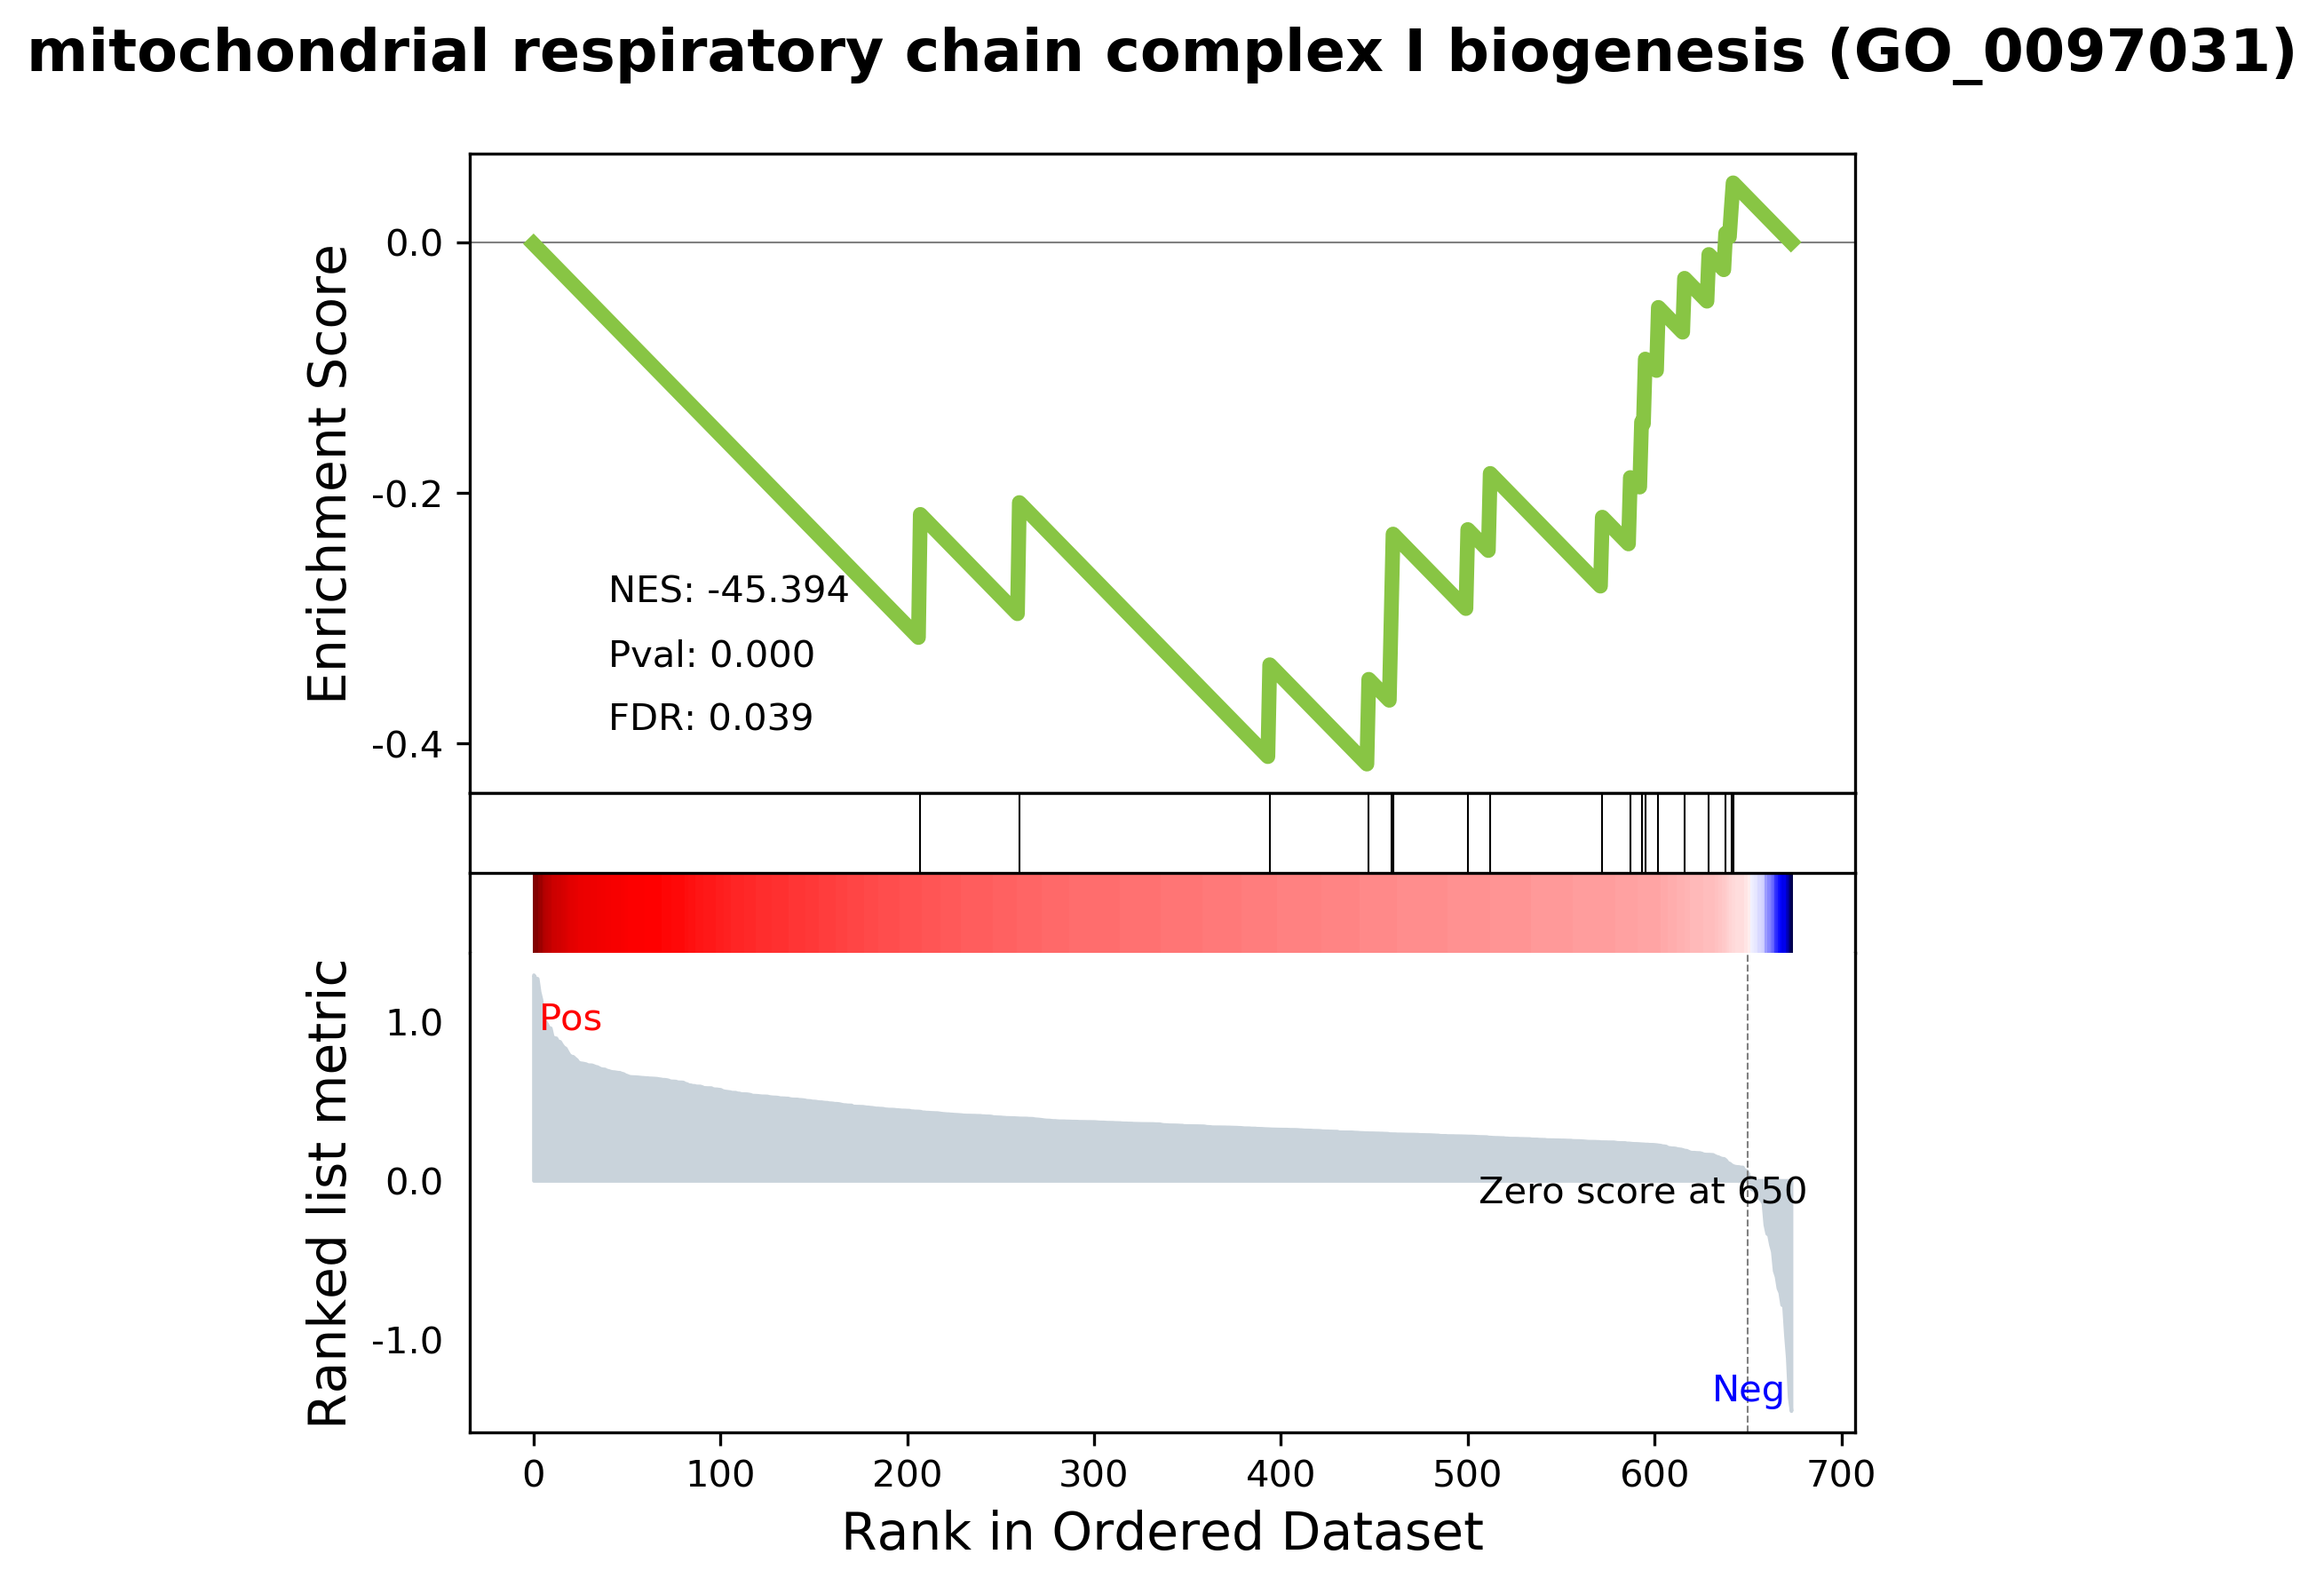 mitochondrial respiratory chain complex I biogenesis (GO_0097031)
Enrichment Score
0.0
-0.2
-0.4
NES: -45.394
Pval: 0.000
FDR: 0.039
Ranked list metric
1.0
0.0
-1.0
Pos
Zero score at 650
Neg
0 100 200 300 400 500 600 700
Rank in Ordered Dataset